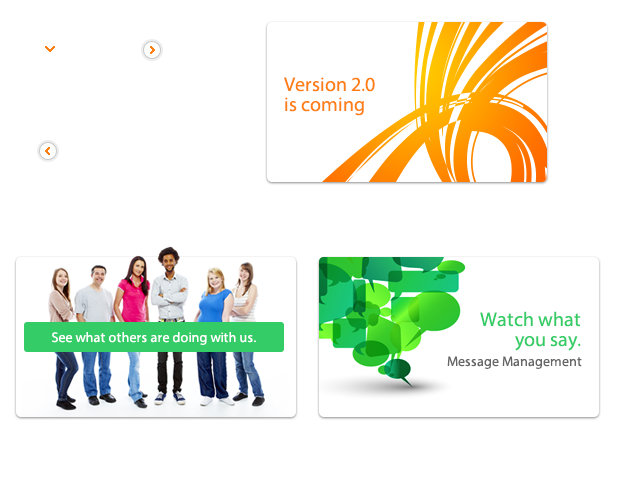 Version 2.0
is coming
See what others are doing with us.
Watch what
you say.
Message Management